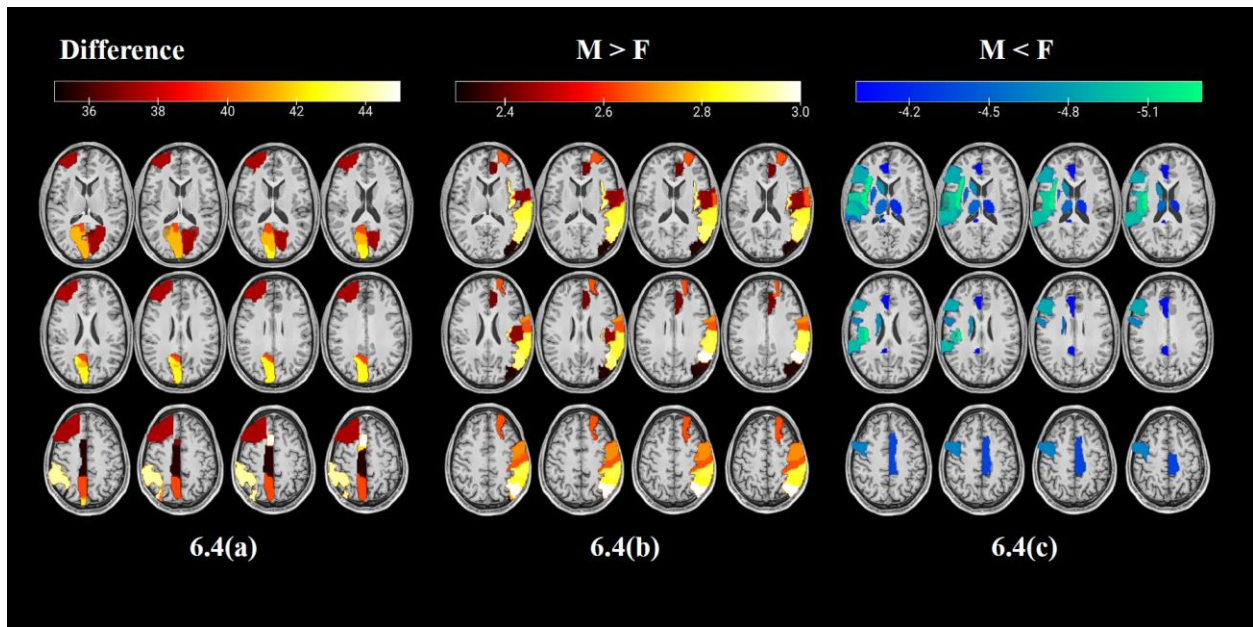 Difference
M > F
M < F
36 38 40 42 44
2.4 2.6 2.8 3.0
-4.2 -4.5 -4.8 -5.1
6.4(a)
6.4(b)
6.4(c)